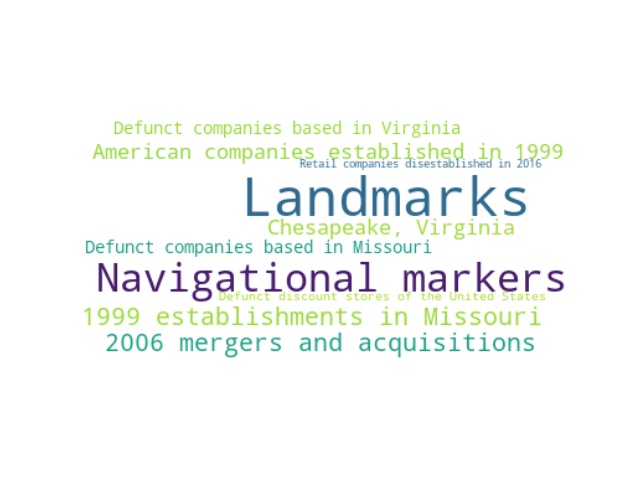 Defunct companies based in Virginia
American companies established in 1999
Retail companies disestablished in 2016
Landmarks
Chesapeake, Virginia
Defunct companies based in Missouri
Navigational markers
Defunct discount stores of the United States
1999 establishments in Missouri
2006 mergers and acquisitions